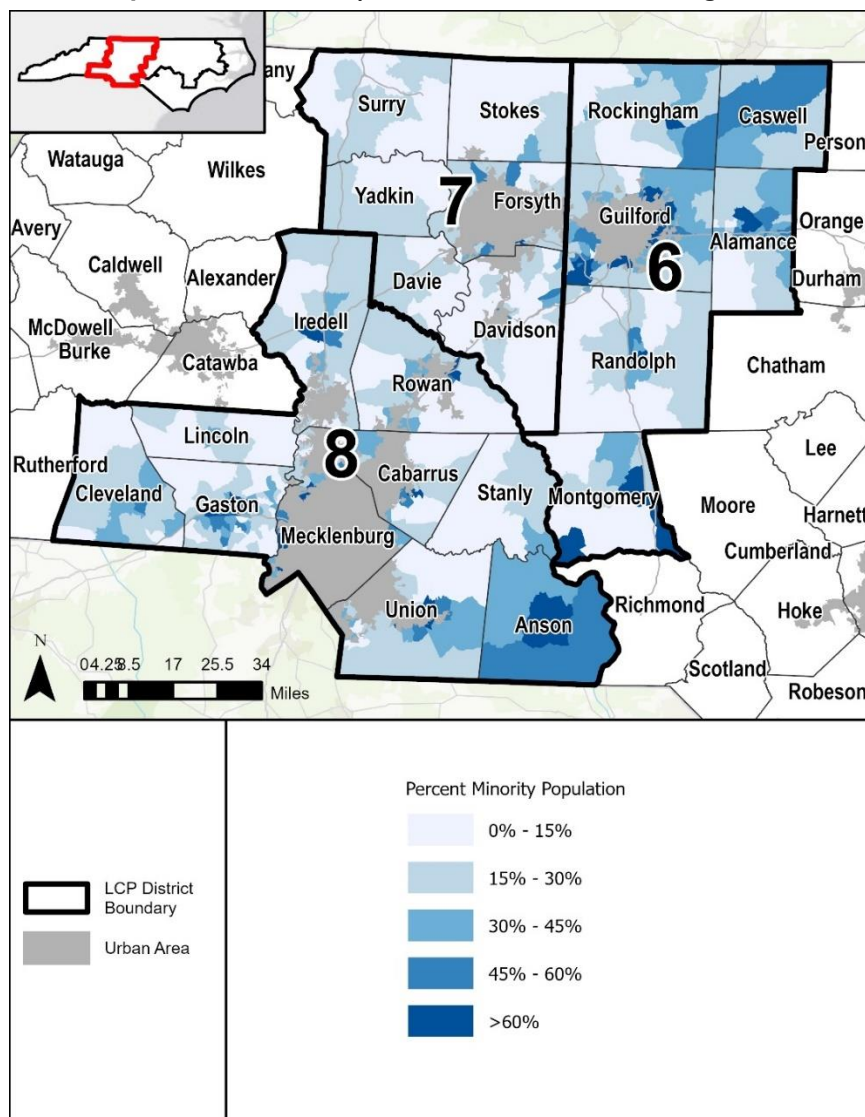 any
Surry
Stokes
Rockingham
Caswell
Person
Watauga
Wilkes
Yadkin
7
Forsyth
Guilford
Orange
Avery
Alamance
6
Caldwell
Alexander
Davie
Durham
McDowell
Burke
Iredell
Davidson
Catawba
Randolph
Chatham
Rowan
Lincoln
8
Rutherford
Cleveland
Gaston
Cabarrus
Stanly
Montgomery
Lee
Moore
Harnett
Mecklenburg
Cumberland
Union
Anson
Richmond
Hoke
Scotland
Robeson
N
04.258.5 17 25.5 34
Miles
LCP District
Boundary
Urban Area
Percent Minority Population
0% - 15%
15% - 30%
30% - 45%
45% - 60%
>60%